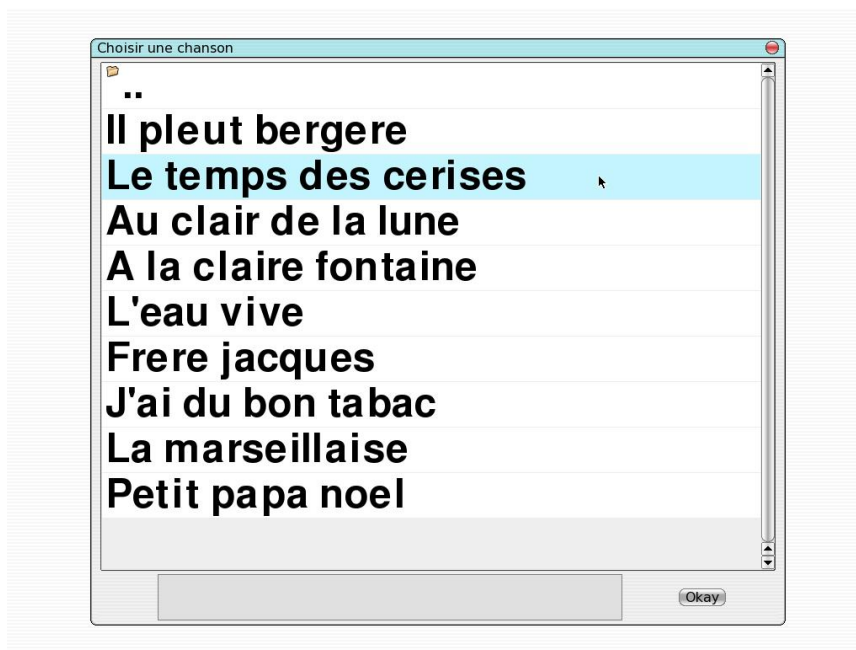 Choisir une chanson
..
Il pleut bergere
Le temps des cerises
Au clair de la lune
A la claire fontaine
L'eau vive
Frere jacques
J'ai du bon tabac
La marseillaise
Petit papa noel
Okay